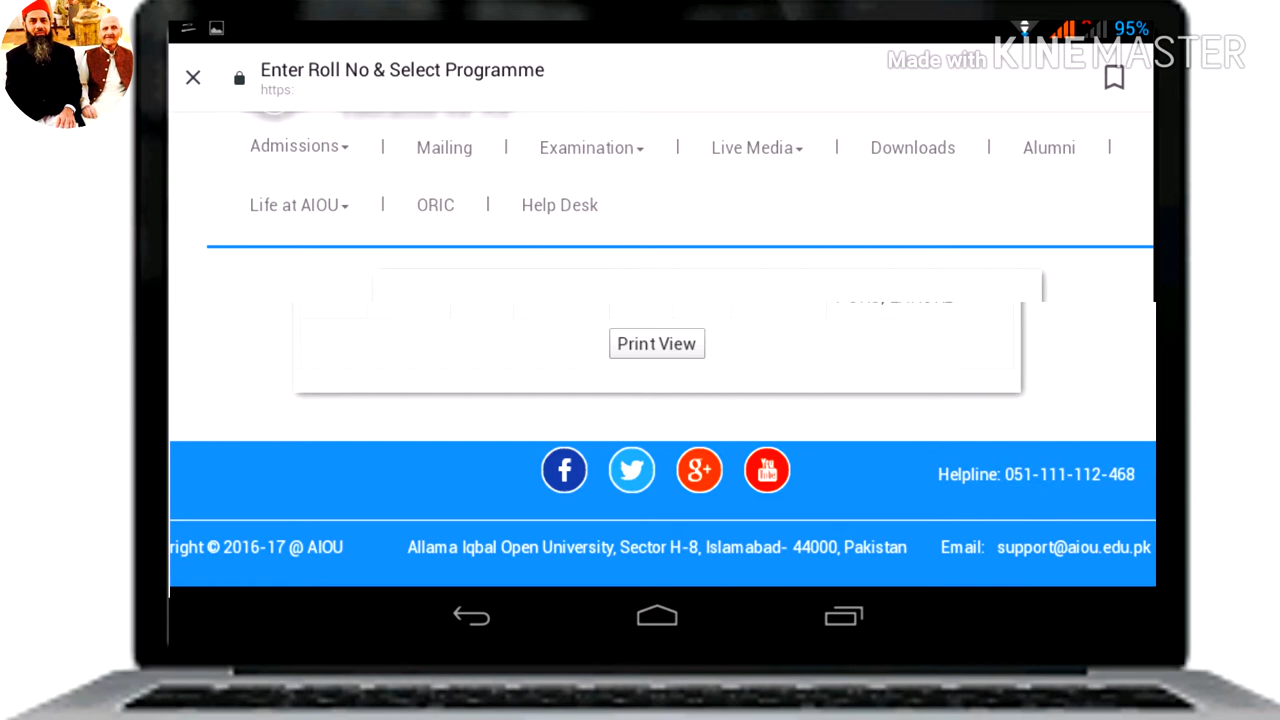 95%
Made with KINEMASTER
Enter Roll No & Select Programme
https:
Admissions | Mailing | Examination | Live Media | Downloads | Alumni |
Life at AIOU | ORIC | Help Desk
Print View
f g+ You Tube
Helpline: 051-111-112-468
right © 2016-17 @ AIOU Allama Iqbal Open University, Sector H-8, Islamabad- 44000, Pakistan Email: support@aiou.edu.pk